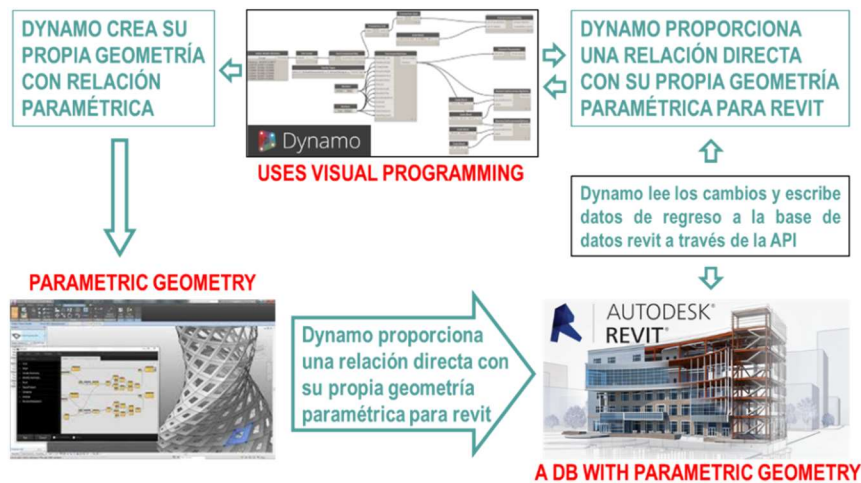 DYNAMO CREA SU
PROPIA GEOMETRÍA
CON RELACIÓN
PARAMÉTRICA
Dynamo
USES VISUAL PROGRAMMING
DYNAMO PROPORCIONA
UNA RELACIÓN DIRECTA
CON SU PROPIA GEOMETRÍA
PARAMÉTRICA PARA REVIT
Dynamo lee los cambios y escribe
datos de regreso a la base de
datos revit a través de la API
PARAMETRIC GEOMETRY
Dynamo proporciona
una relación directa con
su propia geometría
paramétrica para revit
AUTODESK®
REVIT®
A DB WITH PARAMETRIC GEOMETRY